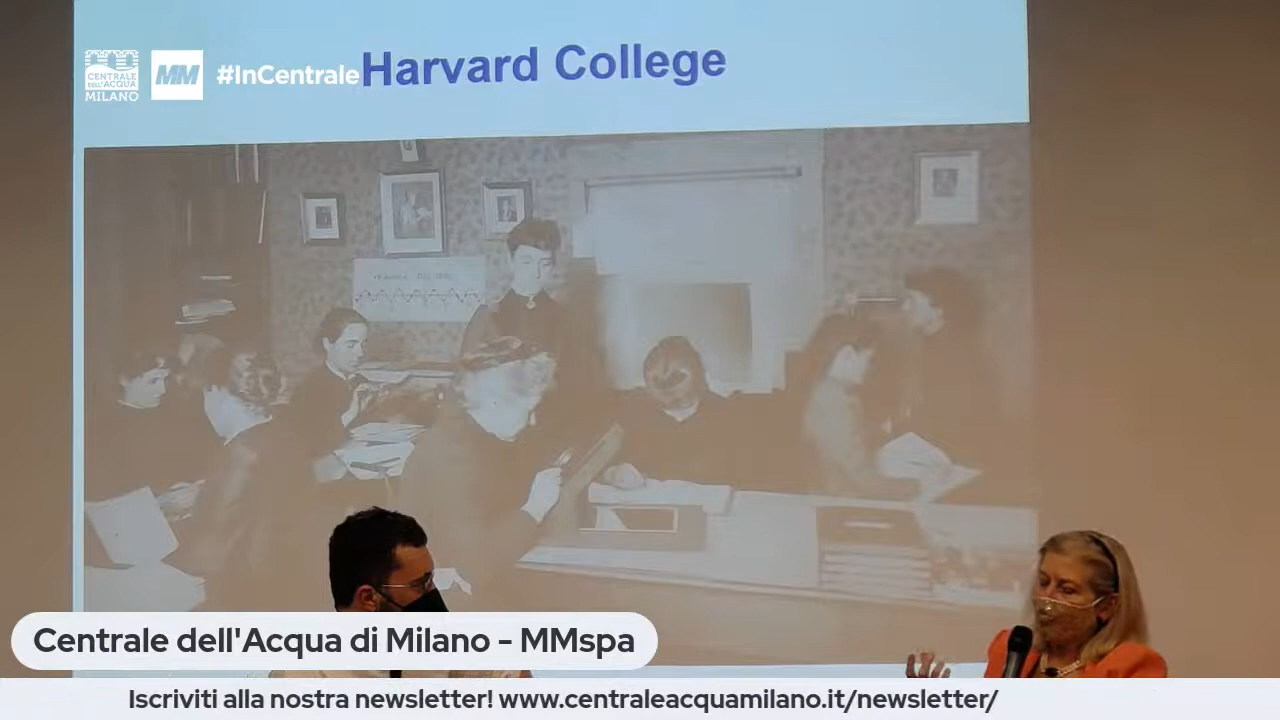 Harvard College
CENTRALE
DELL'ACQUA
MILANO
MM
#InCentrale
Centrale dell'Acqua di Milano - MMspa
Iscriviti alla nostra newsletter! www.centraleacquamilano.it/newsletter/